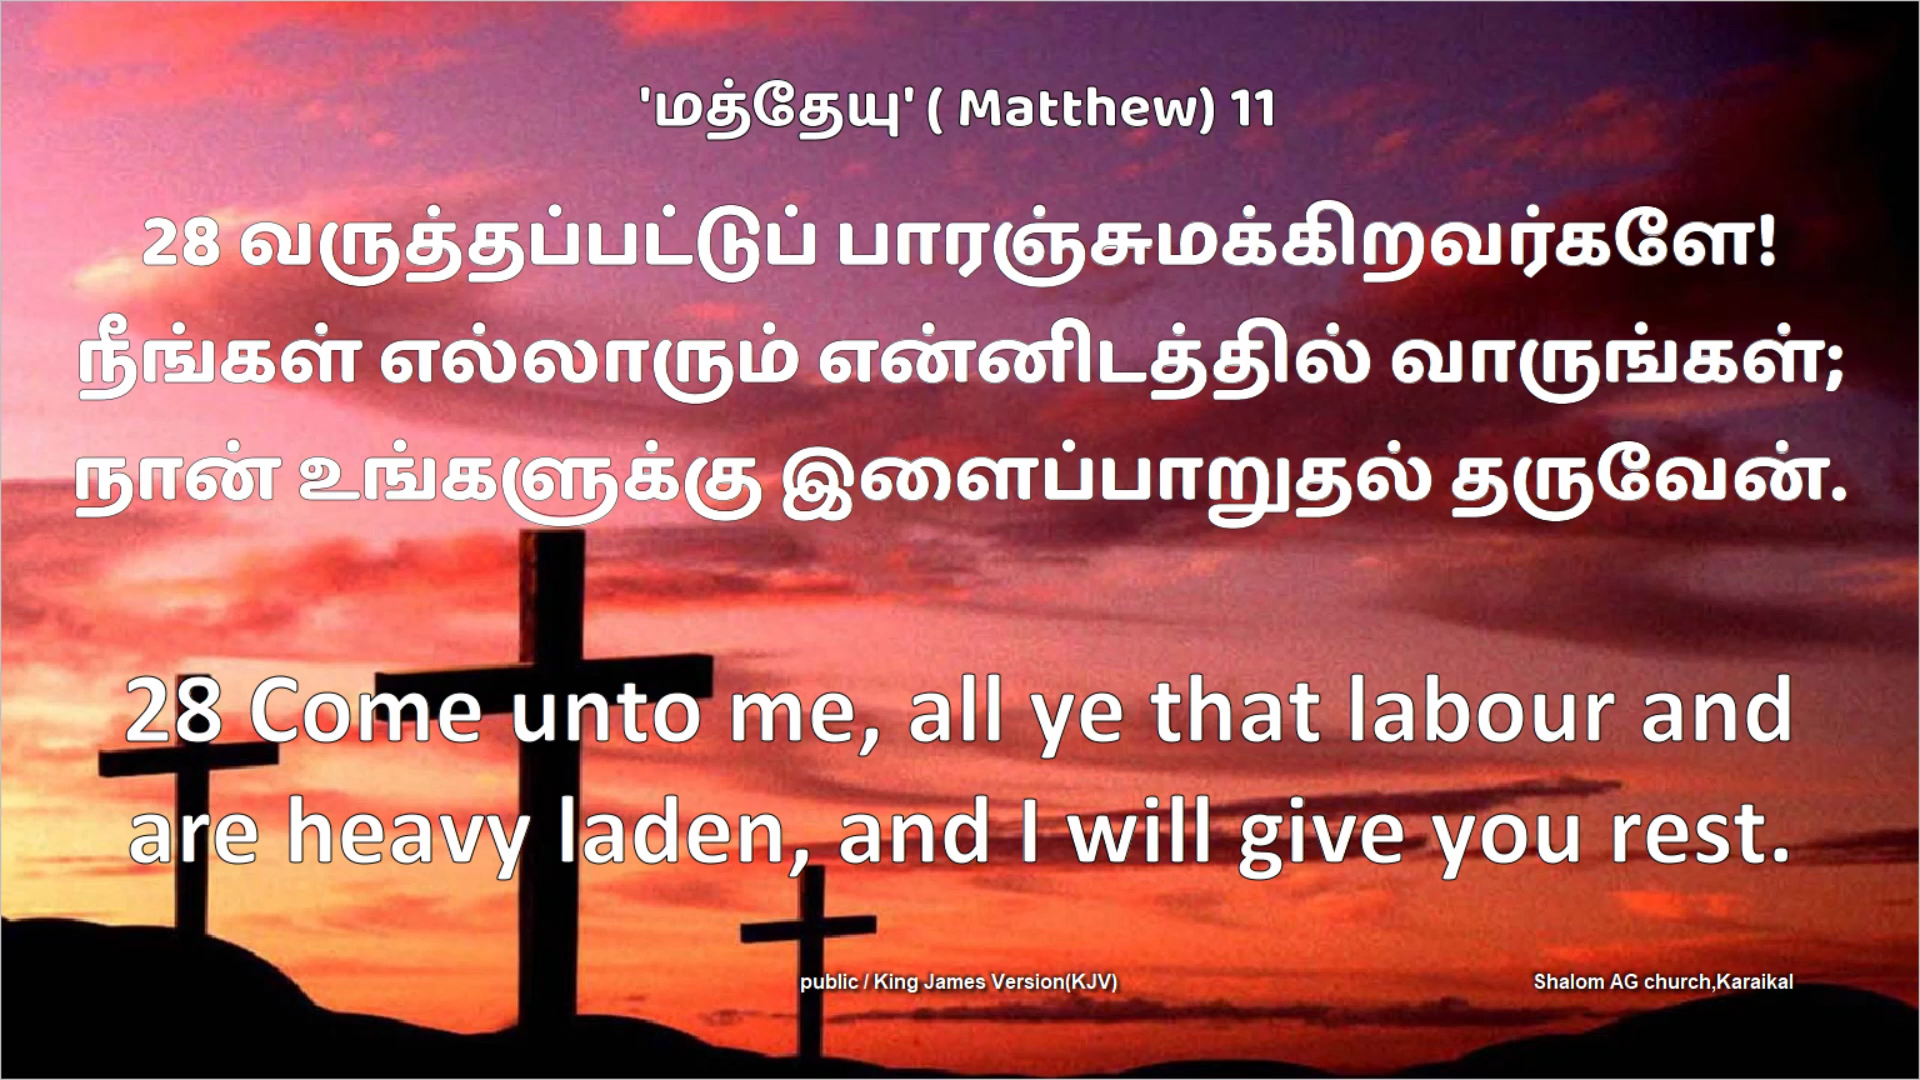 'மத்தேயு' ( Matthew) 11
28 வருத்தப்பட்டுப் பாரஞ்சுமக்கிறவர்களே!
நீங்கள் எல்லாரும் என்னிடத்தில் வாருங்கள்;
நான் உங்களுக்கு இளைப்பாறுதல் தருவேன்.
28 Come unto me, all ye that labour and
are heavy laden, and I will give you rest.
public / King James Version(KJV)
Shalom AG church,Karaikal